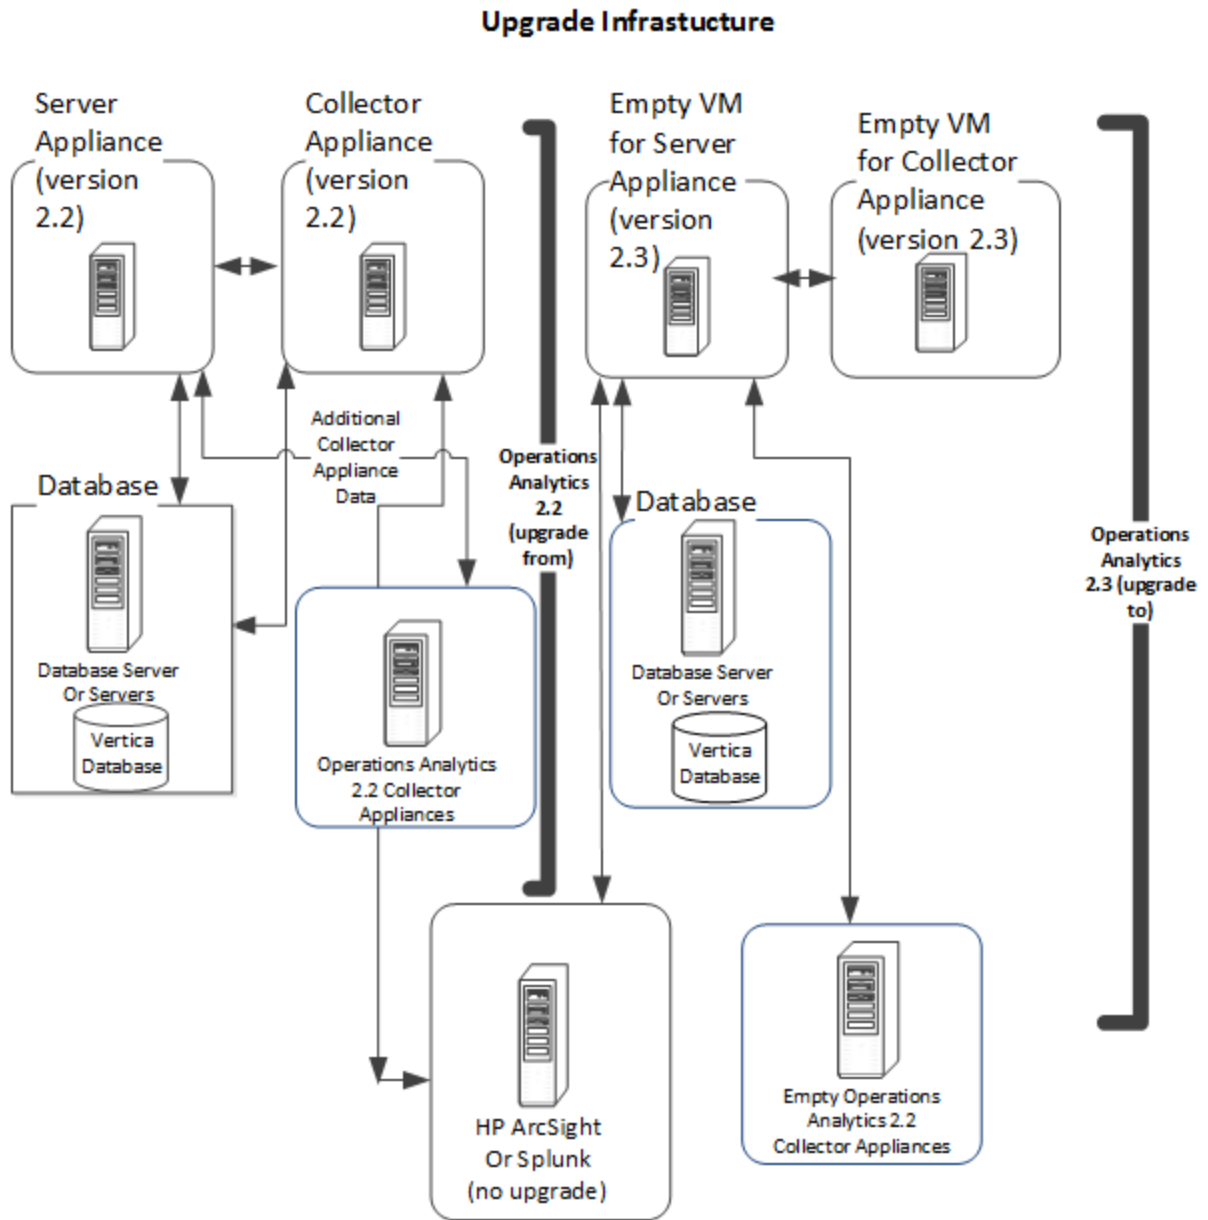 Upgrade Infrastucture
Server
Appliance
(version
2.2)
Collector
Appliance
(version
2.2)
Empty VM
for Server
Appliance
(version
2.3)
Empty VM
for Collector
Appliance
(version 2.3)
Additional
Collector
Appliance
Data
Operations
Analytics
2.2
(upgrade
from)
Database
Database Server
Or Servers
Vertica
Database
Operations Analytics
2.2 Collector
Appliances
Database
Database Server
Or Servers
Vertica
Database
Operations
Analytics
2.3 (upgrade
to)
HP ArcSight
Or Splunk
(no upgrade)
Empty Operations
Analytics 2.2
Collector Appliances